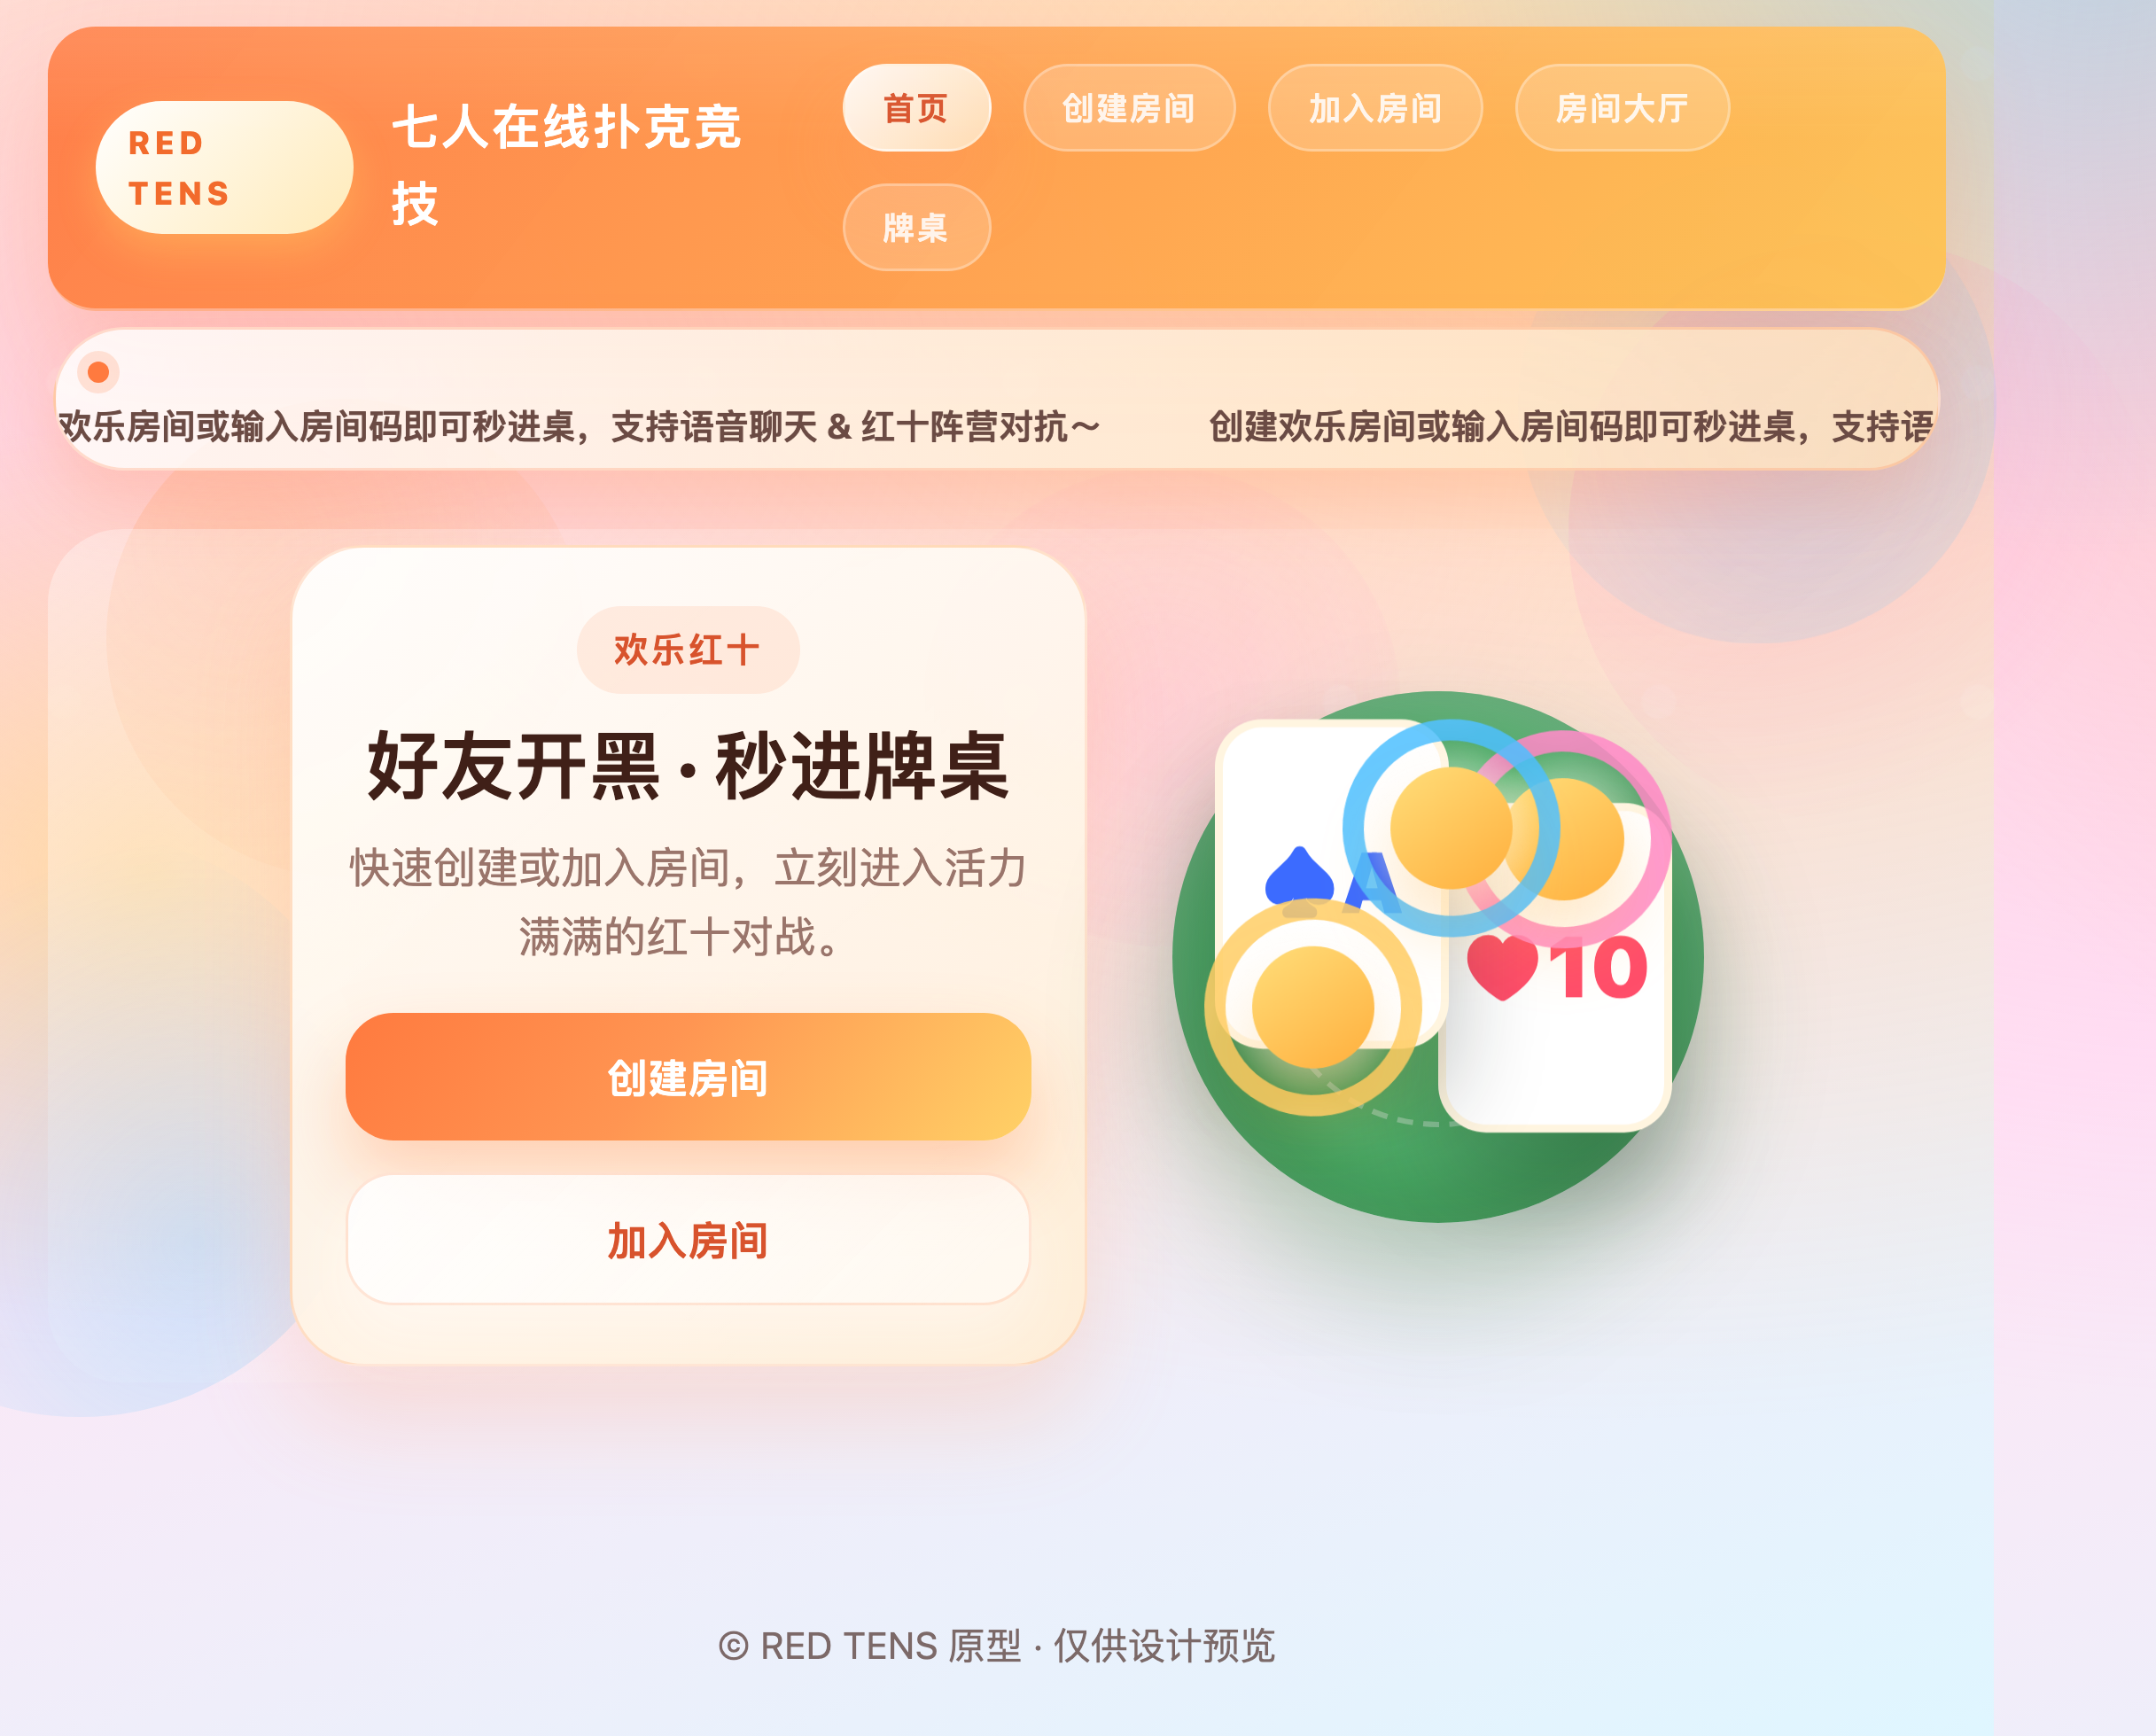 RED
TENS
七人在线扑克竞
技
首页
创建房间
加入房间
房间大厅
牌桌
欢乐房间或输入房间码即可秒进桌，支持语音聊天 & 红十阵营对抗～
创建欢乐房间或输入房间码即可秒进桌，支持语
欢乐红十
好友开黑·秒进牌桌
快速创建或加入房间，立刻进入活力
满满的红十对战。
创建房间
加入房间
♠A
♥10
© RED TENS 原型 · 仅供设计预览